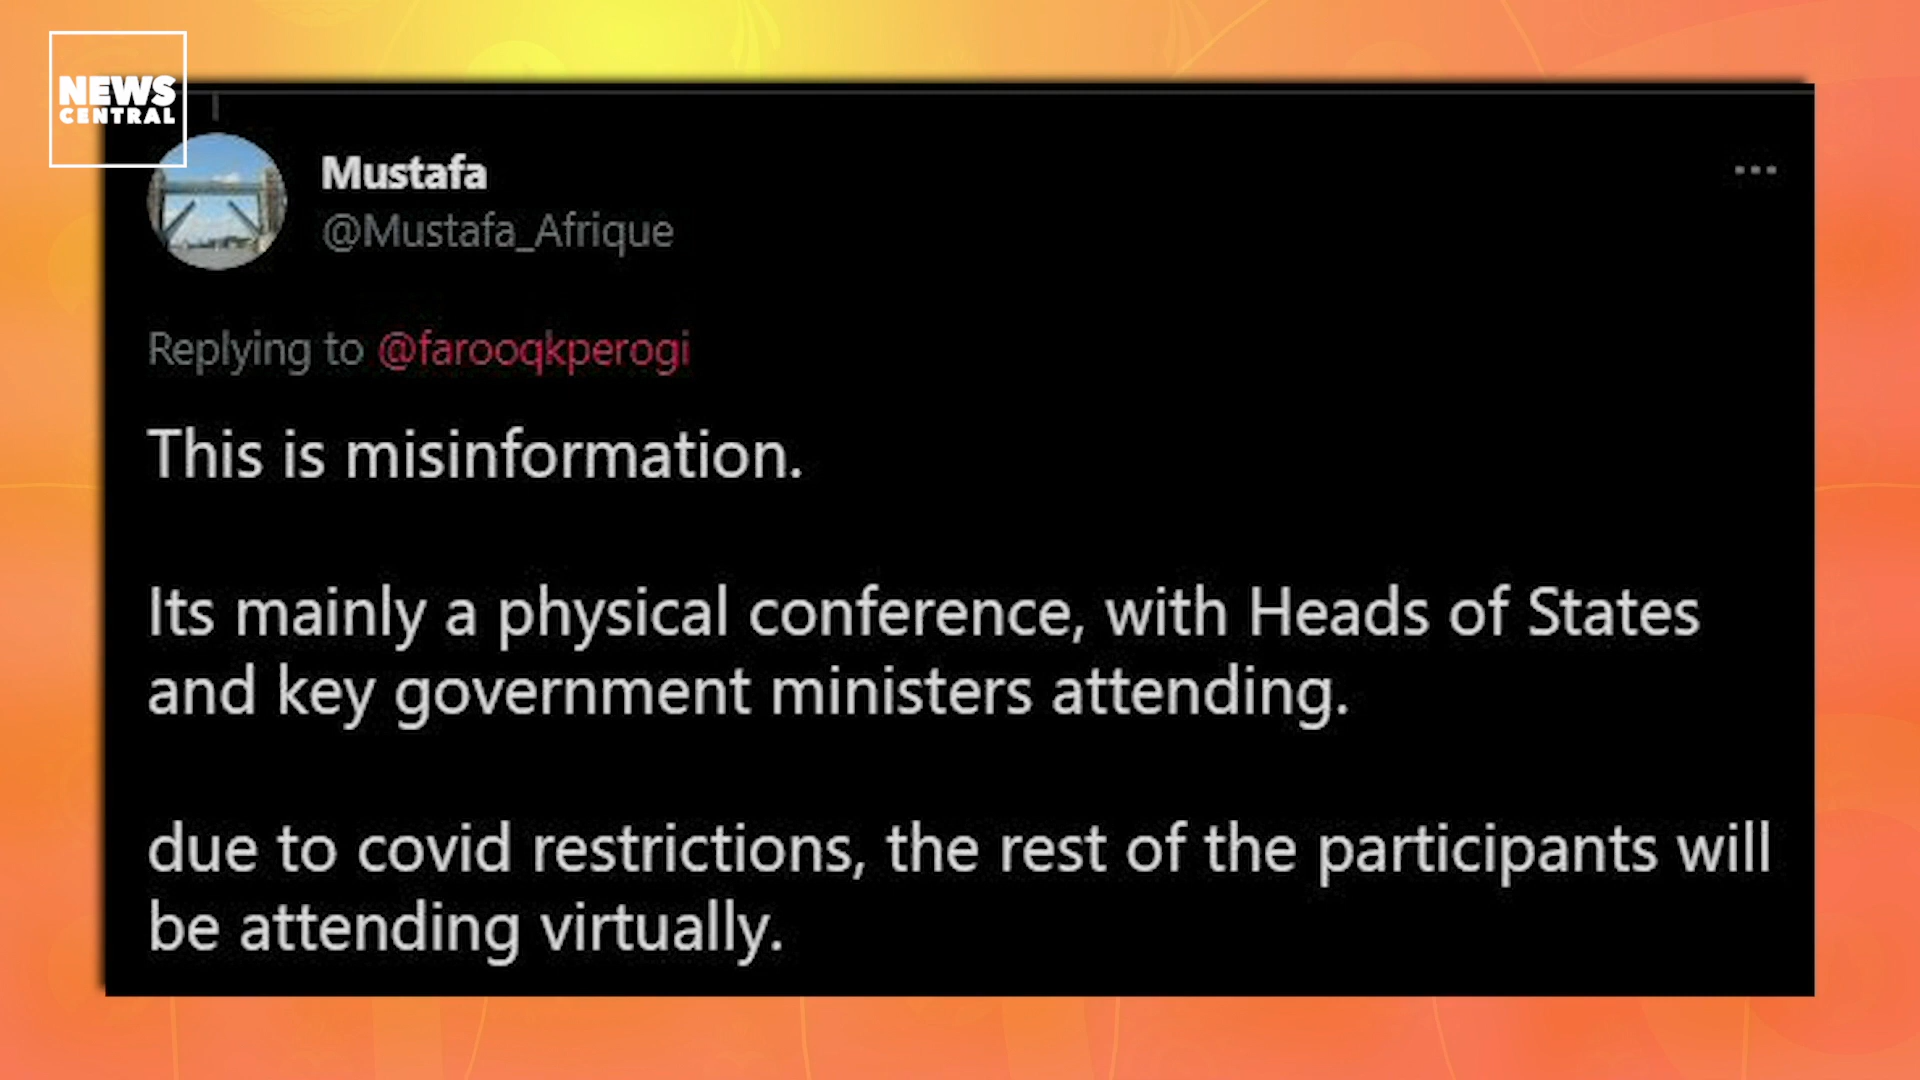 NEWS
CENTRAL
Mustafa
@Mustafa_Afrique
Replying to @farooqkperogi
This is misinformation.
Its mainly a physical conference, with Heads of States
and key government ministers attending.
due to covid restrictions, the rest of the participants will
be attending virtually.